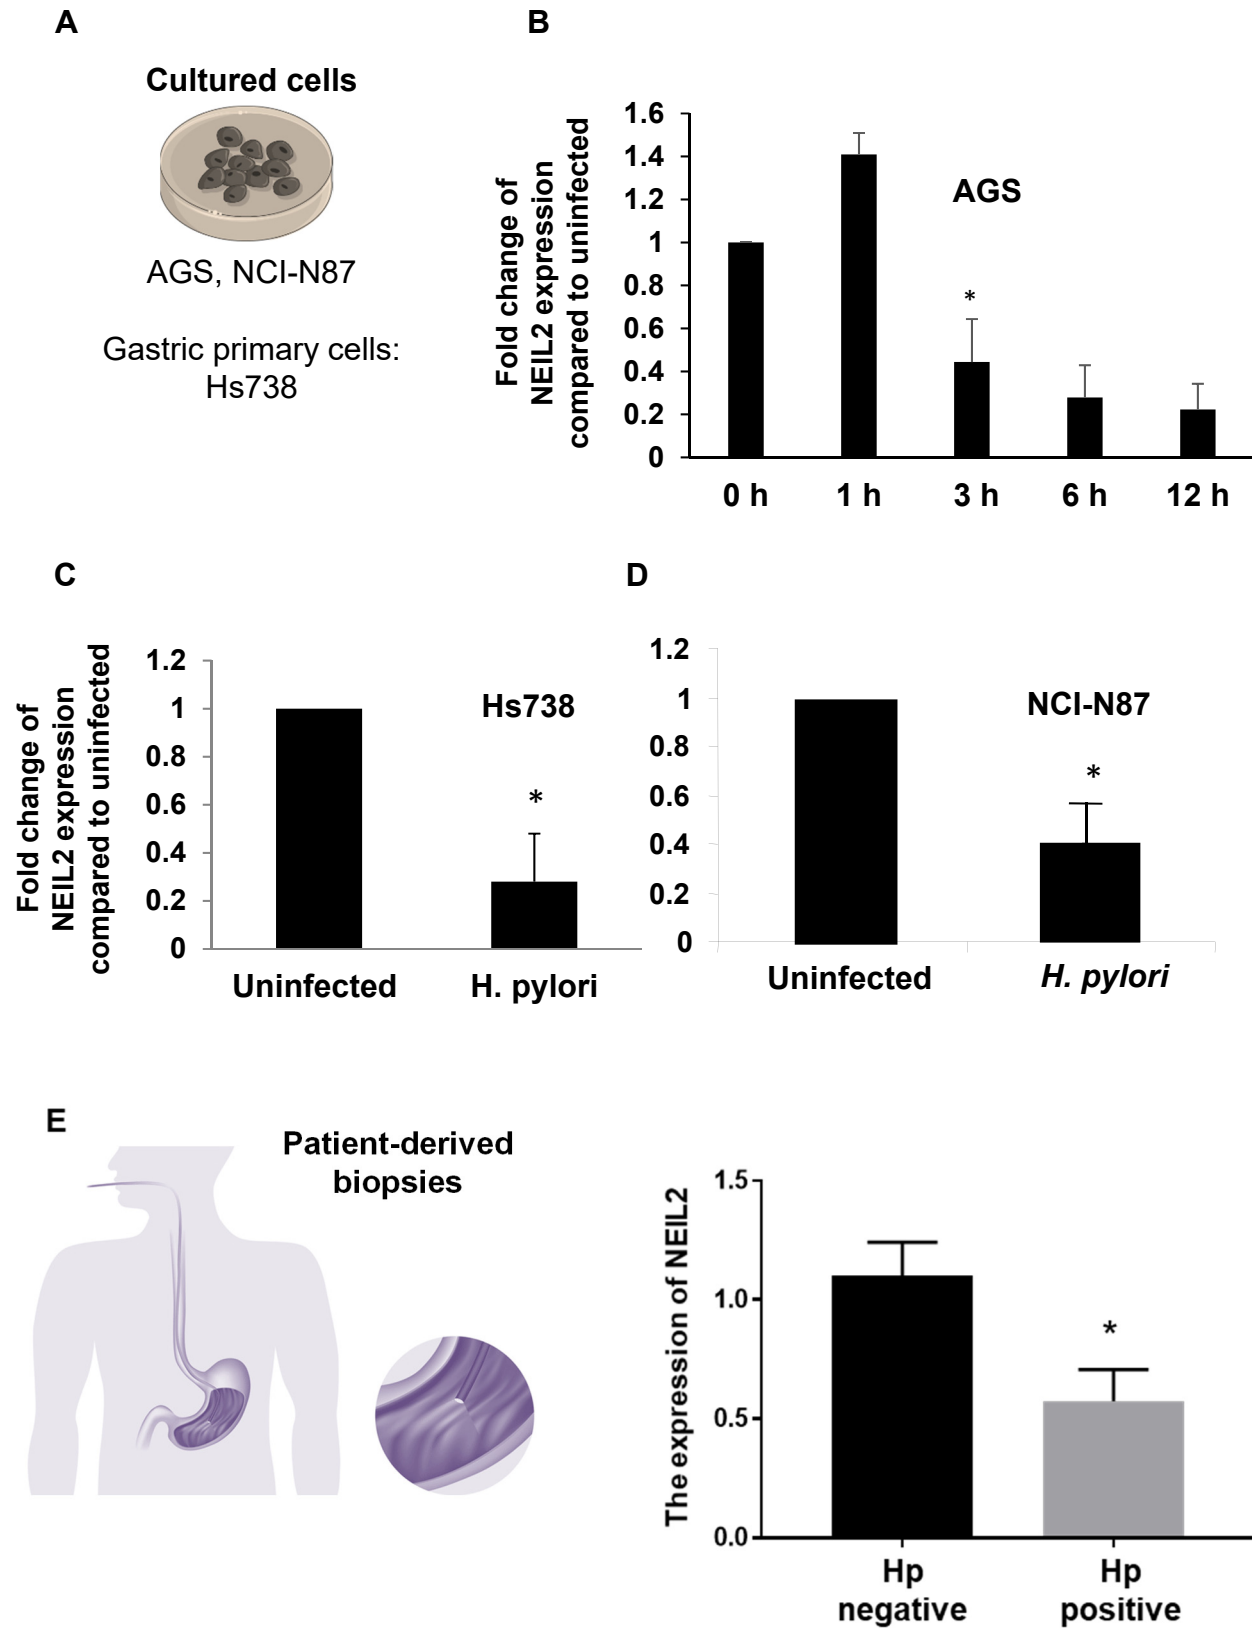 A
Cultured cells
AGS, NCI-N87
Gastric primary cells:
Hs738
B
Fold change of
NEIL2 expression
compared to uninfected
1.6
1.4
1.2
1
0.8
0.6
0.4
0.2
0
AGS
*
0 h 1 h 3 h 6 h 12 h
C
Fold change of
NEIL2 expression
compared to uninfected
1.2
1
0.8
0.6
0.4
0.2
0
Hs738
*
Uninfected H. pylori
D
1.2
1
0.8
0.6
0.4
0.2
0
NCI-N87
*
Uninfected H. pylori
E
Patient-derived
biopsies
The expression of NEIL2
1.5
1.0
0.5
0.0
*
Hp
negative
Hp
positive